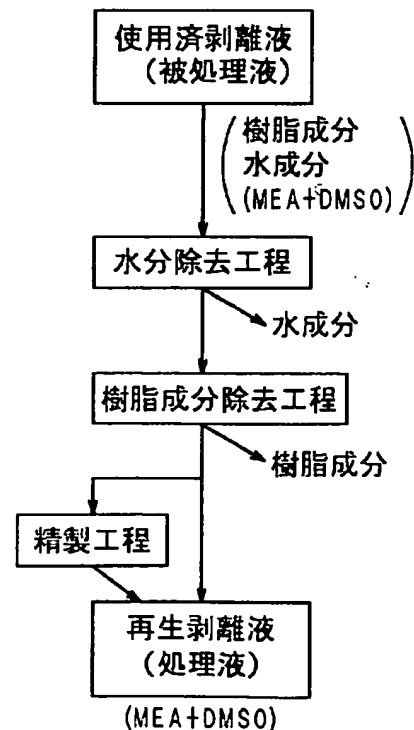 使用済剥離液
(被処理液)
樹脂成分
水成分
(MEA+DMSO)
水分除去工程
水成分
樹脂成分除去工程
樹脂成分
精製工程
再生剥離液
(処理液)
(MEA+DMSO)